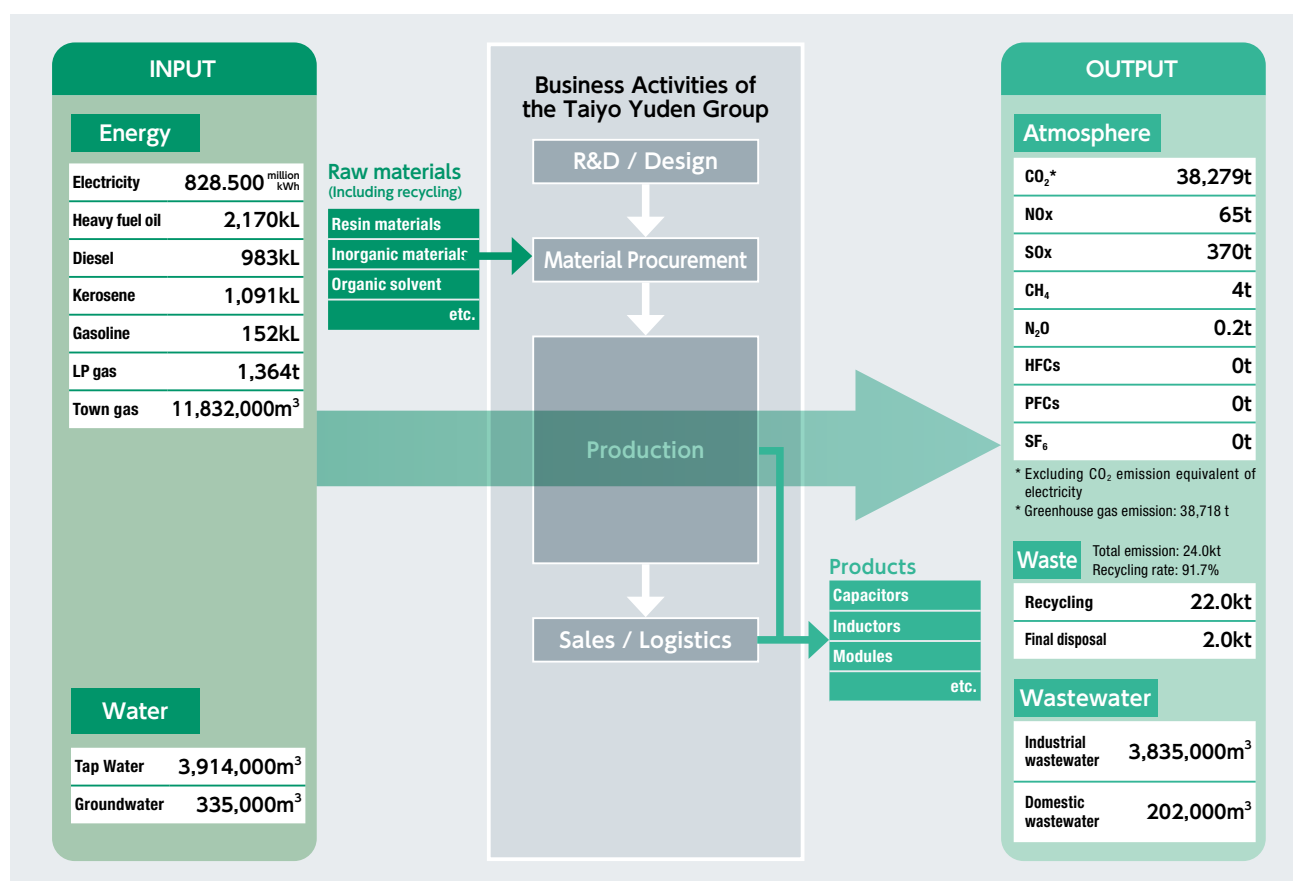 INPUT
Energy
Electricity 828.500 million kWh
Heavy fuel oil 2,170kL
Diesel 983kL
Kerosene 1,091kL
Gasoline 152kL
LP gas 1,364t
Town gas 11,832,000m³
Water
Tap Water 3,914,000m³
Groundwater 335,000m³
Raw materials
(Including recycling)
Resin materials
Inorganic materials
Organic solvent
etc.
Business Activities of
the Taiyo Yuden Group
R&D / Design
Material Procurement
Production
Sales / Logistics
Products
Capacitors
Inductors
Modules
etc.
OUTPUT
Atmosphere
CO₂* 38,279t
NOx 65t
SOx 370t
CH₄ 4t
N₂O 0.2t
HFCs 0t
PFCs 0t
SF₆ 0t
* Excluding CO₂ emission equivalent of
electricity
* Greenhouse gas emission: 38,718 t
Waste
Total emission: 24.0kt
Recycling rate: 91.7%
Recycling 22.0kt
Final disposal 2.0kt
Wastewater
Industrial
wastewater 3,835,000m³
Domestic
wastewater 202,000m³